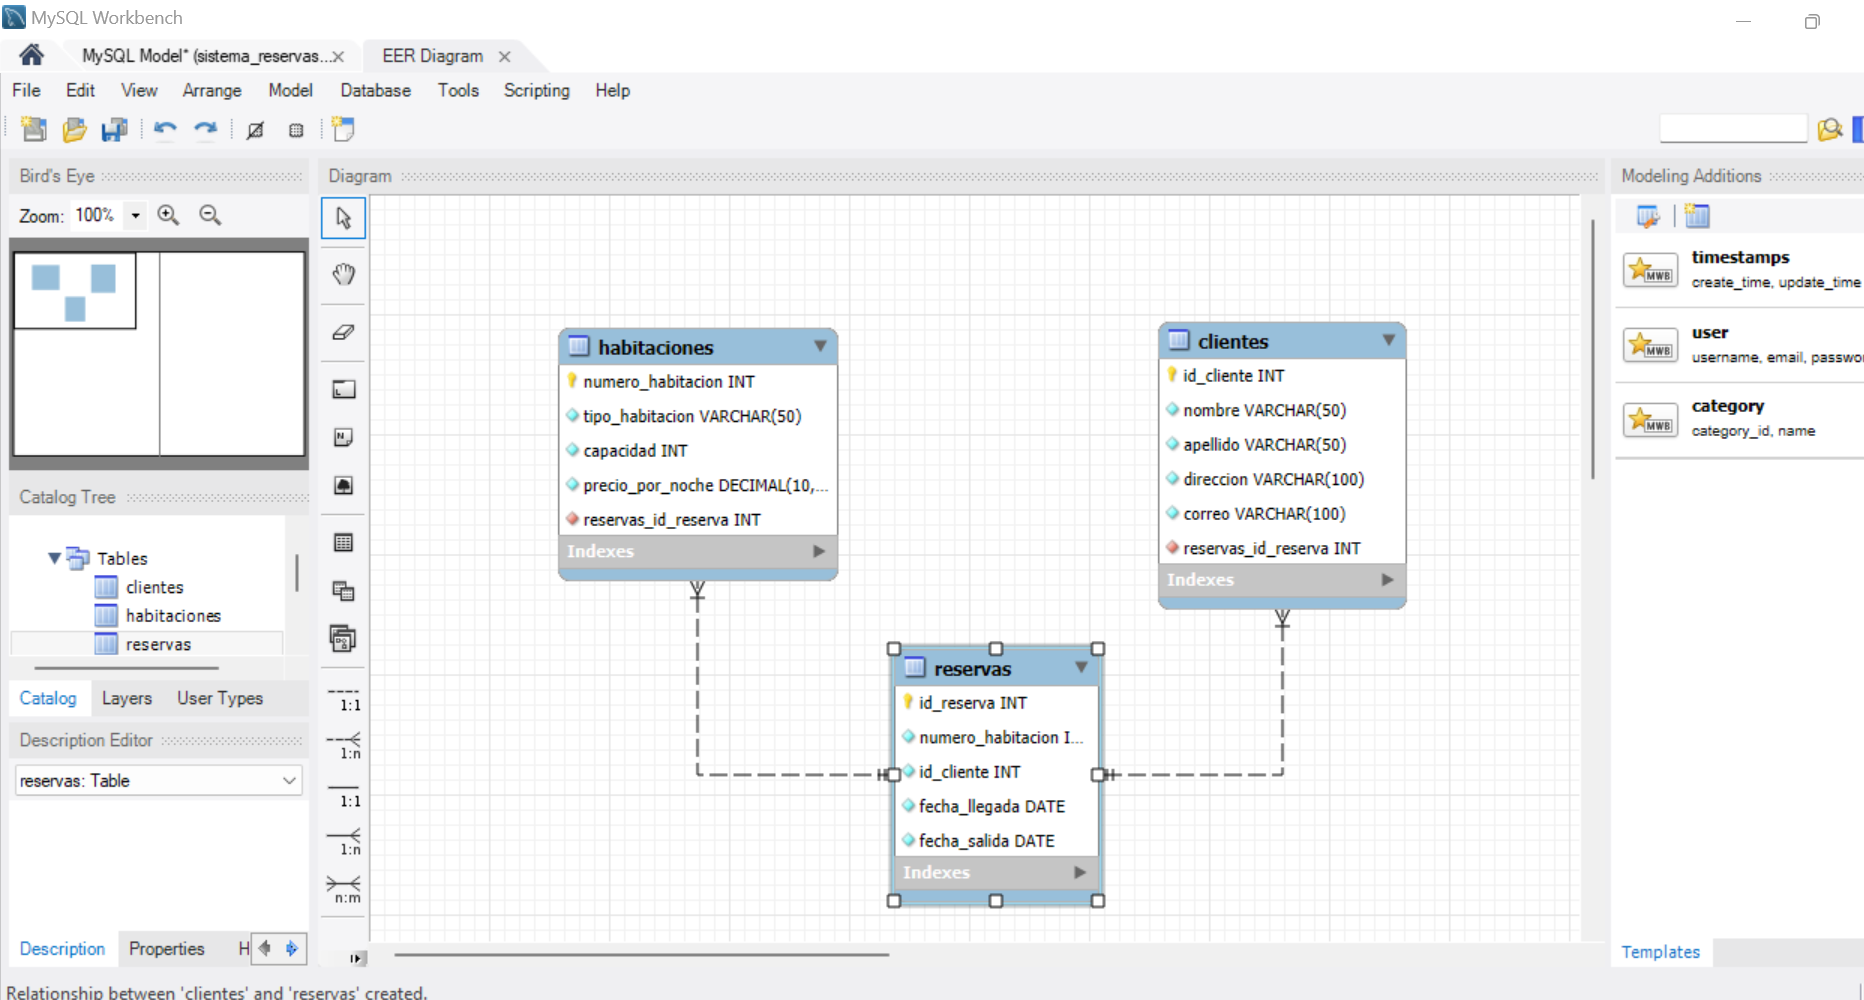 MySQL Workbench
MySQL Model* (sistema_reservas...
EER Diagram
File Edit View Arrange Model Database Tools Scripting Help
Bird's Eye
Zoom: 100%
Catalog Tree
Tables
clientes
habitaciones
reservas
Catalog Layers User Types
Description Editor
reservas: Table
Description Properties H
Relationship between 'clientes' and 'reservas' created.
Diagram
1:1
1:n
1:1
1:n
n:m
habitaciones
numero_habitacion INT
tipo_habitacion VARCHAR(50)
capacidad INT
precio_por_noche DECIMAL(10,...
reservas_id_reserva INT
Indexes
clientes
id_cliente INT
nombre VARCHAR(50)
apellido VARCHAR(50)
direccion VARCHAR(100)
correo VARCHAR(100)
reservas_id_reserva INT
Indexes
reservas
id_reserva INT
numero_habitacion I...
id_cliente INT
fecha_llegada DATE
fecha_salida DATE
Indexes
Modeling Additions
MWB
timestamps
create_time, update_time
MWB
user
username, email, passwo
MWB
category
category_id, name
Templates